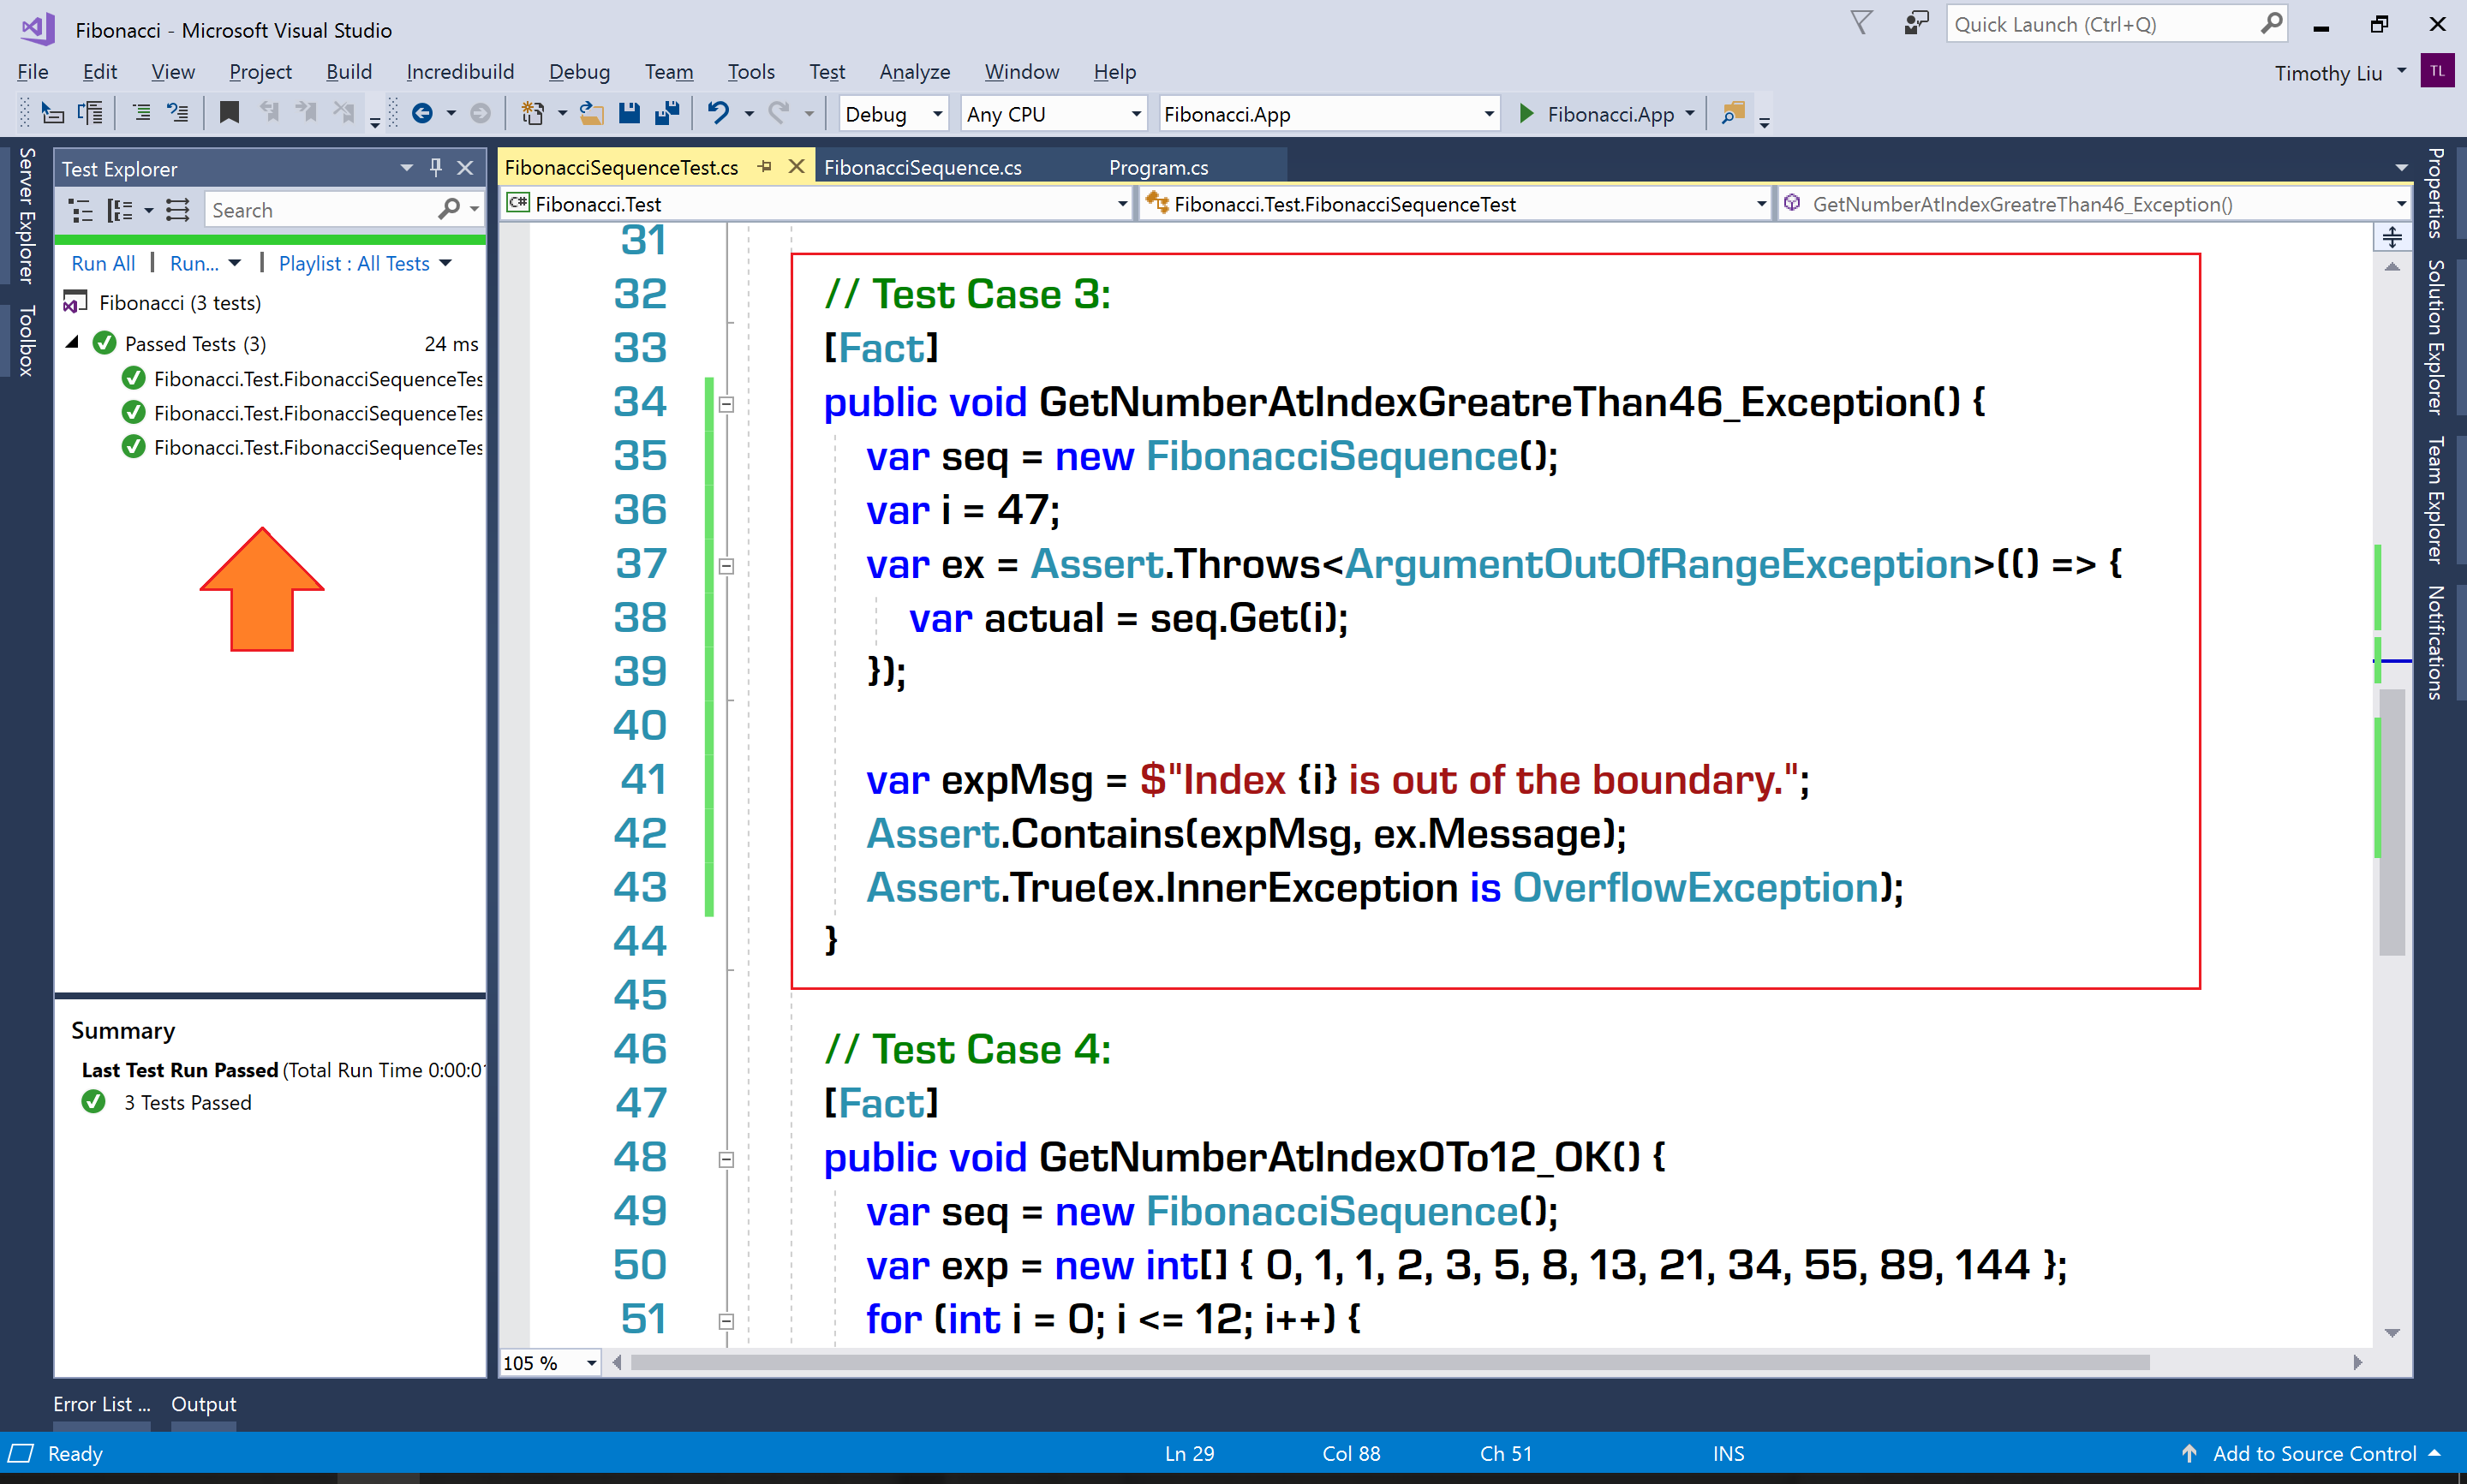 Fibonacci - Microsoft Visual Studio
Quick Launch (Ctrl+Q)
File Edit View Project Build Incredibuild Debug Team Tools Test Analyze Window Help
Timothy Liu TL
Debug Any CPU Fibonacci.App Fibonacci.App
Server Explorer
Toolbox
Test Explorer
Search
Run All | Run... | Playlist : All Tests
Fibonacci (3 tests)
Passed Tests (3) 24 ms
Fibonacci.Test.FibonacciSequenceTes
Fibonacci.Test.FibonacciSequenceTes
Fibonacci.Test.FibonacciSequenceTes
Summary
Last Test Run Passed (Total Run Time 0:00:01
3 Tests Passed
FibonacciSequenceTest.cs FibonacciSequence.cs Program.cs
C# Fibonacci.Test Fibonacci.Test.FibonacciSequenceTest GetNumberAtIndexGreatreThan46_Exception()
31
32 // Test Case 3:
33 [Fact]
34 public void GetNumberAtIndexGreatreThan46_Exception() {
35 var seq = new FibonacciSequence();
36 var i = 47;
37 var ex = Assert.Throws<ArgumentOutOfRangeException>(() => {
38 var actual = seq.Get(i);
39 });
40
41 var expMsg = $"Index {i} is out of the boundary.";
42 Assert.Contains(expMsg, ex.Message);
43 Assert.True(ex.InnerException is OverflowException);
44 }
45
46 // Test Case 4:
47 [Fact]
48 public void GetNumberAtIndex0To12_OK() {
49 var seq = new FibonacciSequence();
50 var exp = new int[] { 0, 1, 1, 2, 3, 5, 8, 13, 21, 34, 55, 89, 144 };
51 for (int i = 0; i <= 12; i++) {
105 %
Properties
Solution Explorer
Team Explorer
Notifications
Error List ... Output
Ready Ln 29 Col 88 Ch 51 INS Add to Source Control